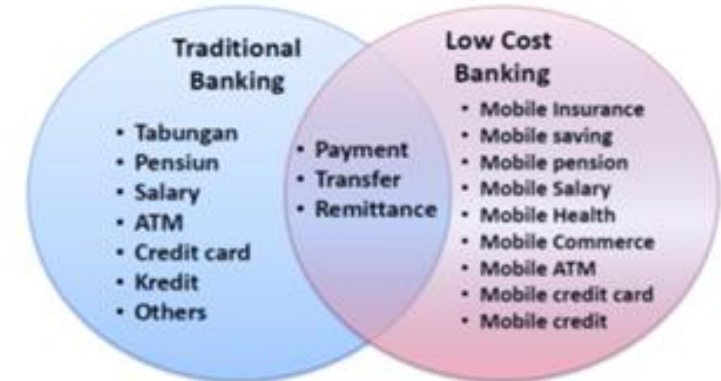 Traditional
Banking
• Tabungan
• Pensiun
• Salary
• ATM
• Credit card
• Kredit
• Others
• Payment
• Transfer
• Remittance
Low Cost
Banking
• Mobile Insurance
• Mobile saving
• Mobile pension
• Mobile Salary
• Mobile Health
• Mobile Commerce
• Mobile ATM
• Mobile credit card
• Mobile credit